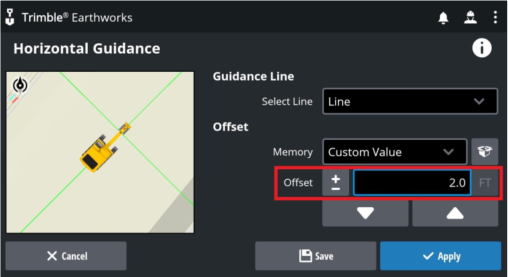 Trimble® Earthworks
Horizontal Guidance
Guidance Line
Select Line Line
Offset
Memory Custom Value
Offset ± 2.0 FT
Cancel Save Apply